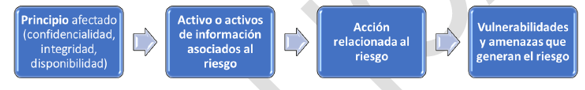 Principio afectado
(confidencialidad,
integridad,
disponibilidad)
Activo o activos
de información
asociados al
riesgo
Acción
relacionada al
riesgo
Vulnerabilidades
y amenazas que
generan el riesgo